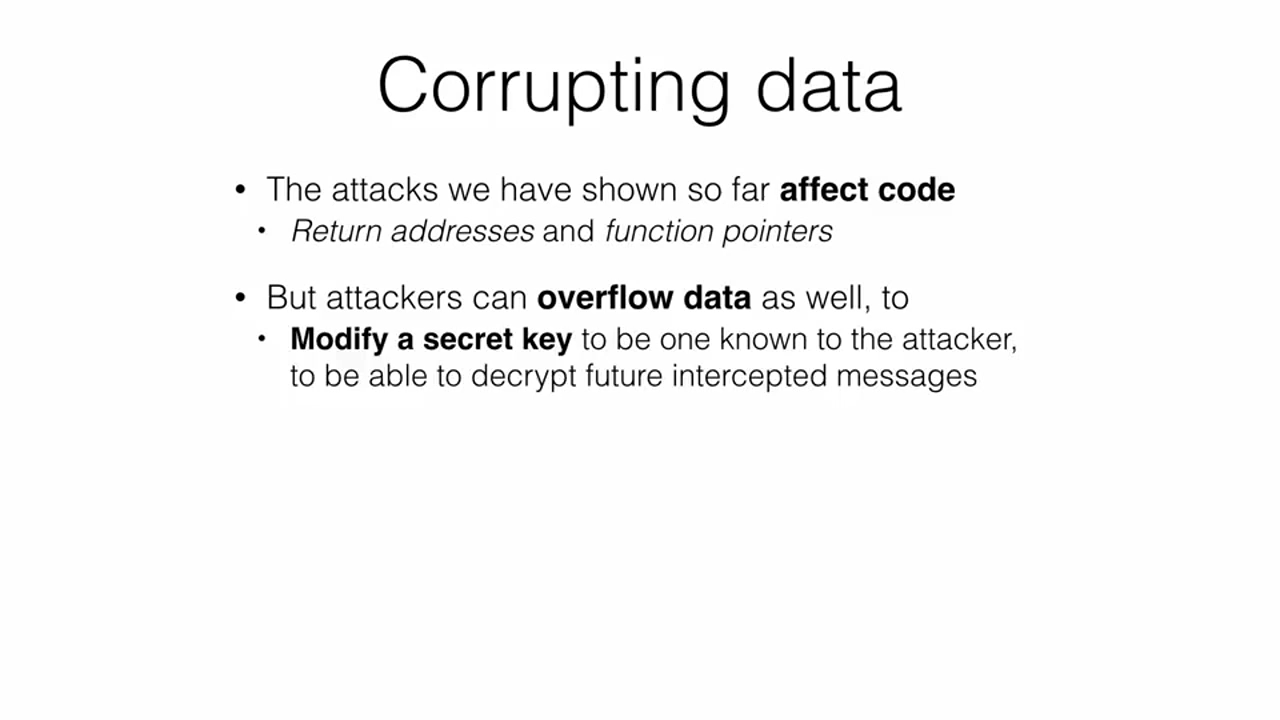 Corrupting data
• The attacks we have shown so far affect code
• Return addresses and function pointers
• But attackers can overflow data as well, to
• Modify a secret key to be one known to the attacker,
to be able to decrypt future intercepted messages